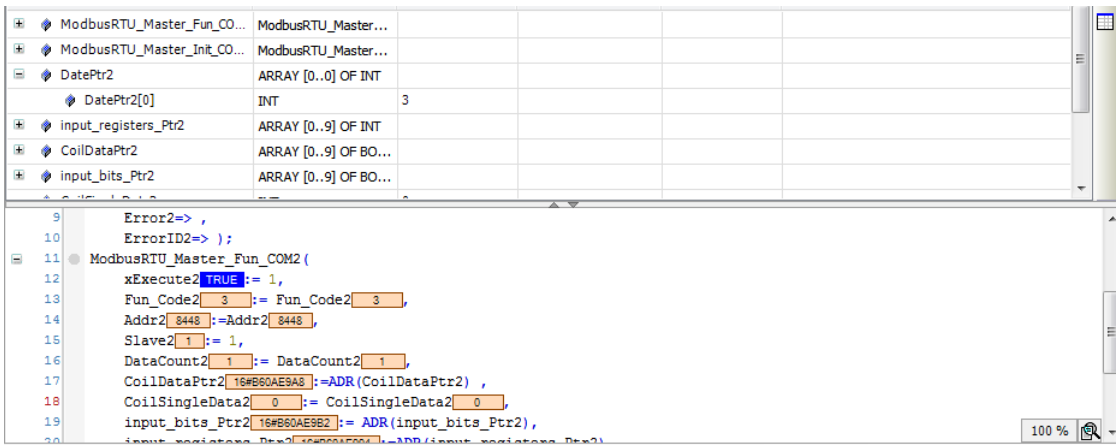 ModbusRTU_Master_Fun_CO... ModbusRTU_Master...
ModbusRTU_Master_Init_CO... ModbusRTU_Master...
DatePtr2 ARRAY [0..0] OF INT
DatePtr2[0] INT 3
input_registers_Ptr2 ARRAY [0..9] OF INT
CoilDataPtr2 ARRAY [0..9] OF BO...
input_bits_Ptr2 ARRAY [0..9] OF BO...
9 Error2=> ,
10 ErrorID2=> );
11 ModbusRTU_Master_Fun_COM2(
12 xExecute2 TRUE := 1,
13 Fun_Code2 3 := Fun_Code2 3 ,
14 Addr2 8448 :=Addr2 8448 ,
15 Slave2 1 := 1,
16 DataCount2 1 := DataCount2 1 ,
17 CoilDataPtr2 16#B60AE9A8 :=ADR(CoilDataPtr2) ,
18 CoilSingleData2 0 := CoilSingleData2 0 ,
19 input_bits_Ptr2 16#B60AE9B2 := ADR(input_bits_Ptr2),
100 %